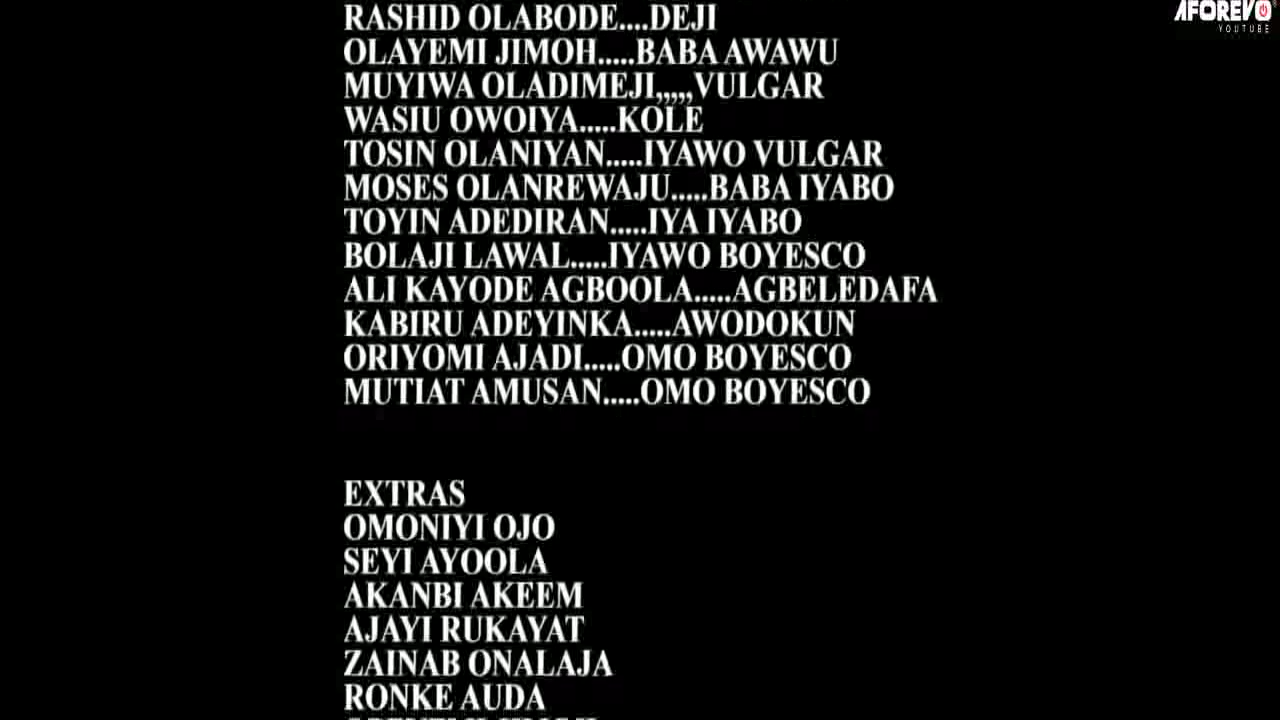 AFOREVO
YOUTUBE
RASHID OLABODE....DEJI
OLAYEMI JIMOH.....BABA AWAWU
MUYIWA OLADIMEJI,,,,,VULGAR
WASIU OWOIYA.....KOLE
TOSIN OLANIYAN.....IYAWO VULGAR
MOSES OLANREWAJU.....BABA IYABO
TOYIN ADEDIRAN.....IYA IYABO
BOLAJI LAWAL.....IYAWO BOYESCO
ALI KAYODE AGBOOLA.....AGBELEDAFA
KABIRU ADEYINKA.....AWODOKUN
ORIYOMI AJADI.....OMO BOYESCO
MUTIAT AMUSAN.....OMO BOYESCO
EXTRAS
OMONIYI OJO
SEYI AYOOLA
AKANBI AKEEM
AJAYI RUKAYAT
ZAINAB ONALAJA
RONKE AUDA